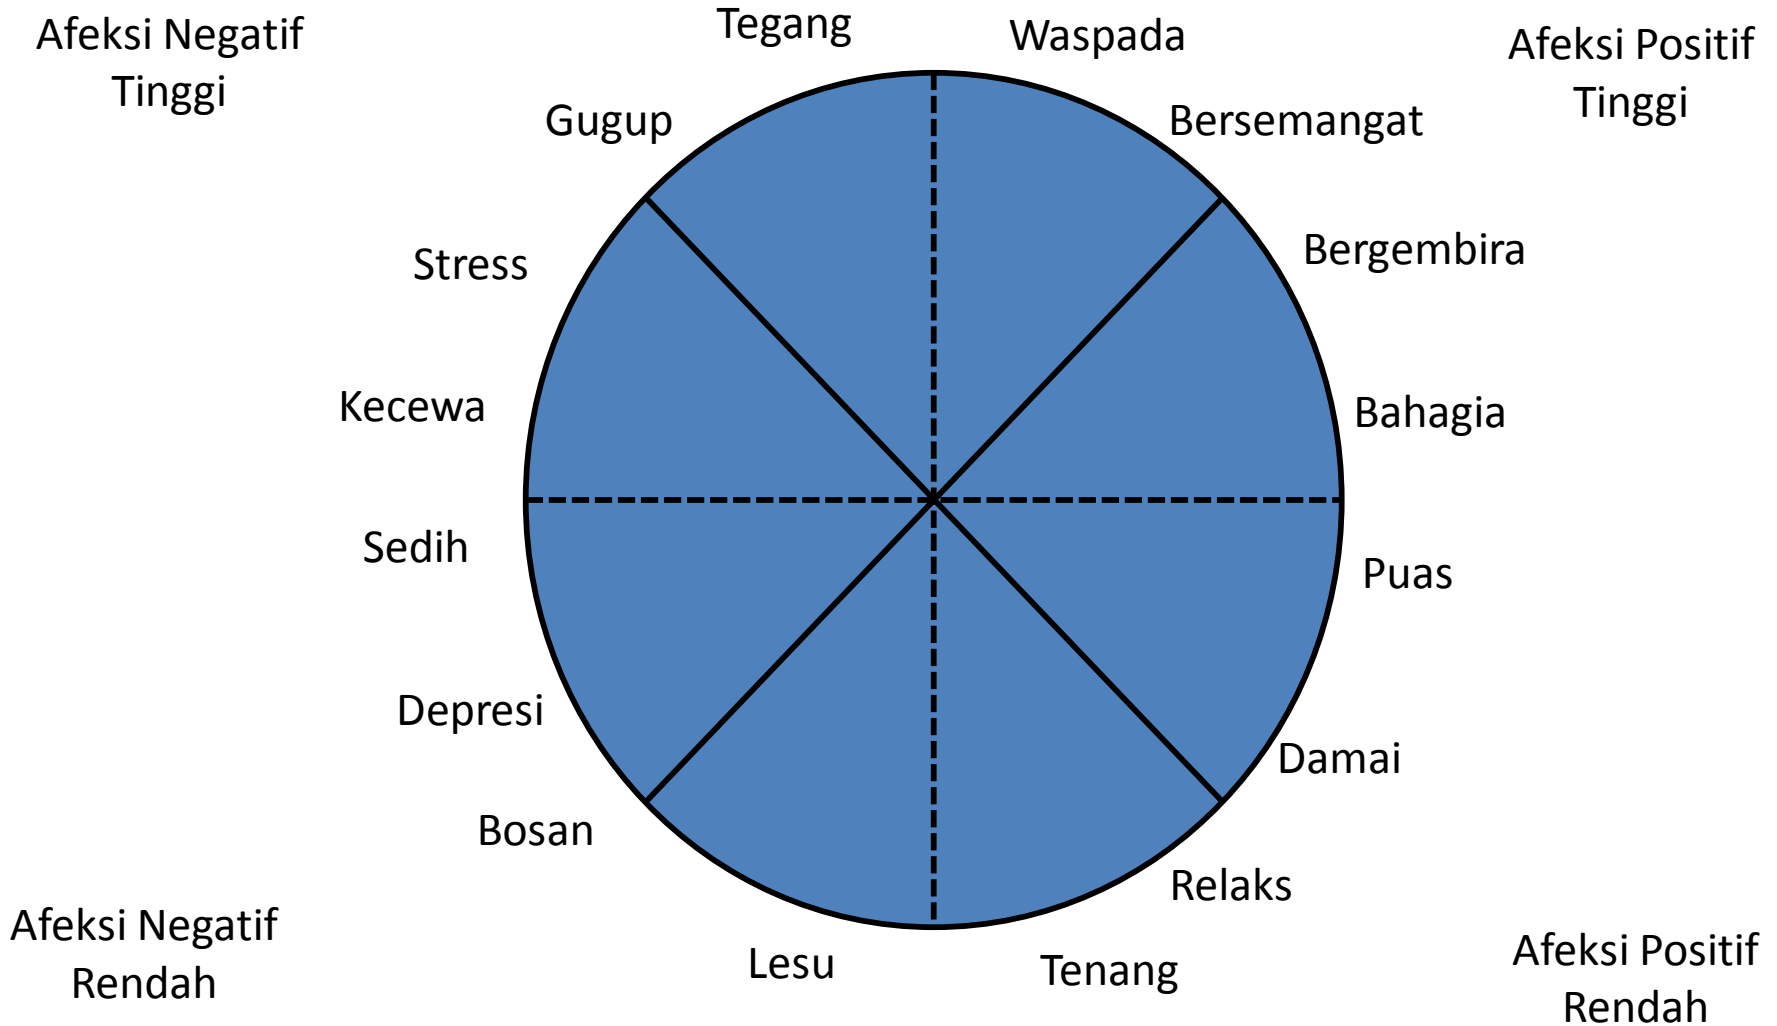 Afeksi Negatif
Tinggi
Tegang
Waspada
Afeksi Positif
Tinggi
Gugup
Bersemangat
Stress
Bergembira
Kecewa
Bahagia
Sedih
Puas
Depresi
Damai
Bosan
Relaks
Afeksi Negatif
Rendah
Lesu
Tenang
Afeksi Positif
Rendah